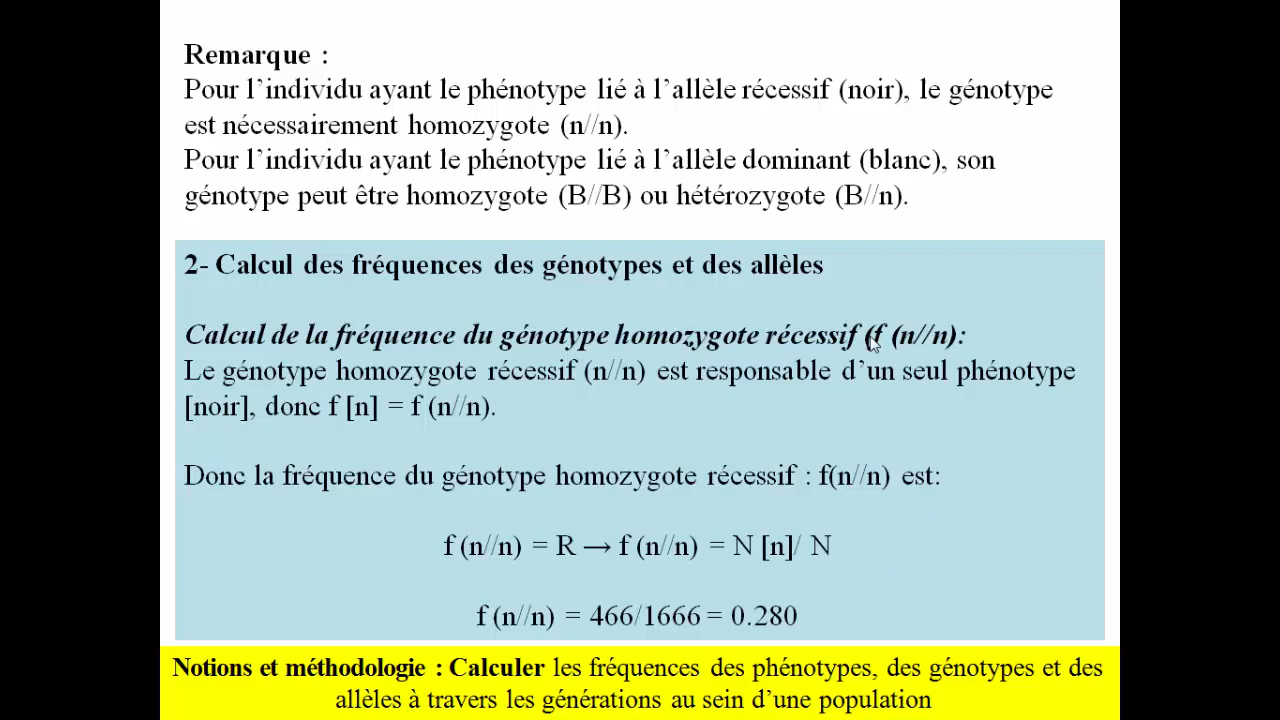 Remarque :
Pour l'individu ayant le phénotype lié à l'allèle récessif (noir), le génotype
est nécessairement homozygote (n//n).
Pour l'individu ayant le phénotype lié à l'allèle dominant (blanc), son
génotype peut être homozygote (B//B) ou hétérozygote (B//n).
2- Calcul des fréquences des génotypes et des allèles
Calcul de la fréquence du génotype homozygote récessif (f (n//n):
Le génotype homozygote récessif (n//n) est responsable d'un seul phénotype
[noir], donc f [n] = f (n//n).
Donc la fréquence du génotype homozygote récessif : f(n//n) est:
f (n//n) = R → f (n//n) = N [n]/ N
f (n//n) = 466/1666 = 0.280
Notions et méthodologie : Calculer les fréquences des phénotypes, des génotypes et des
allèles à travers les générations au sein d'une population